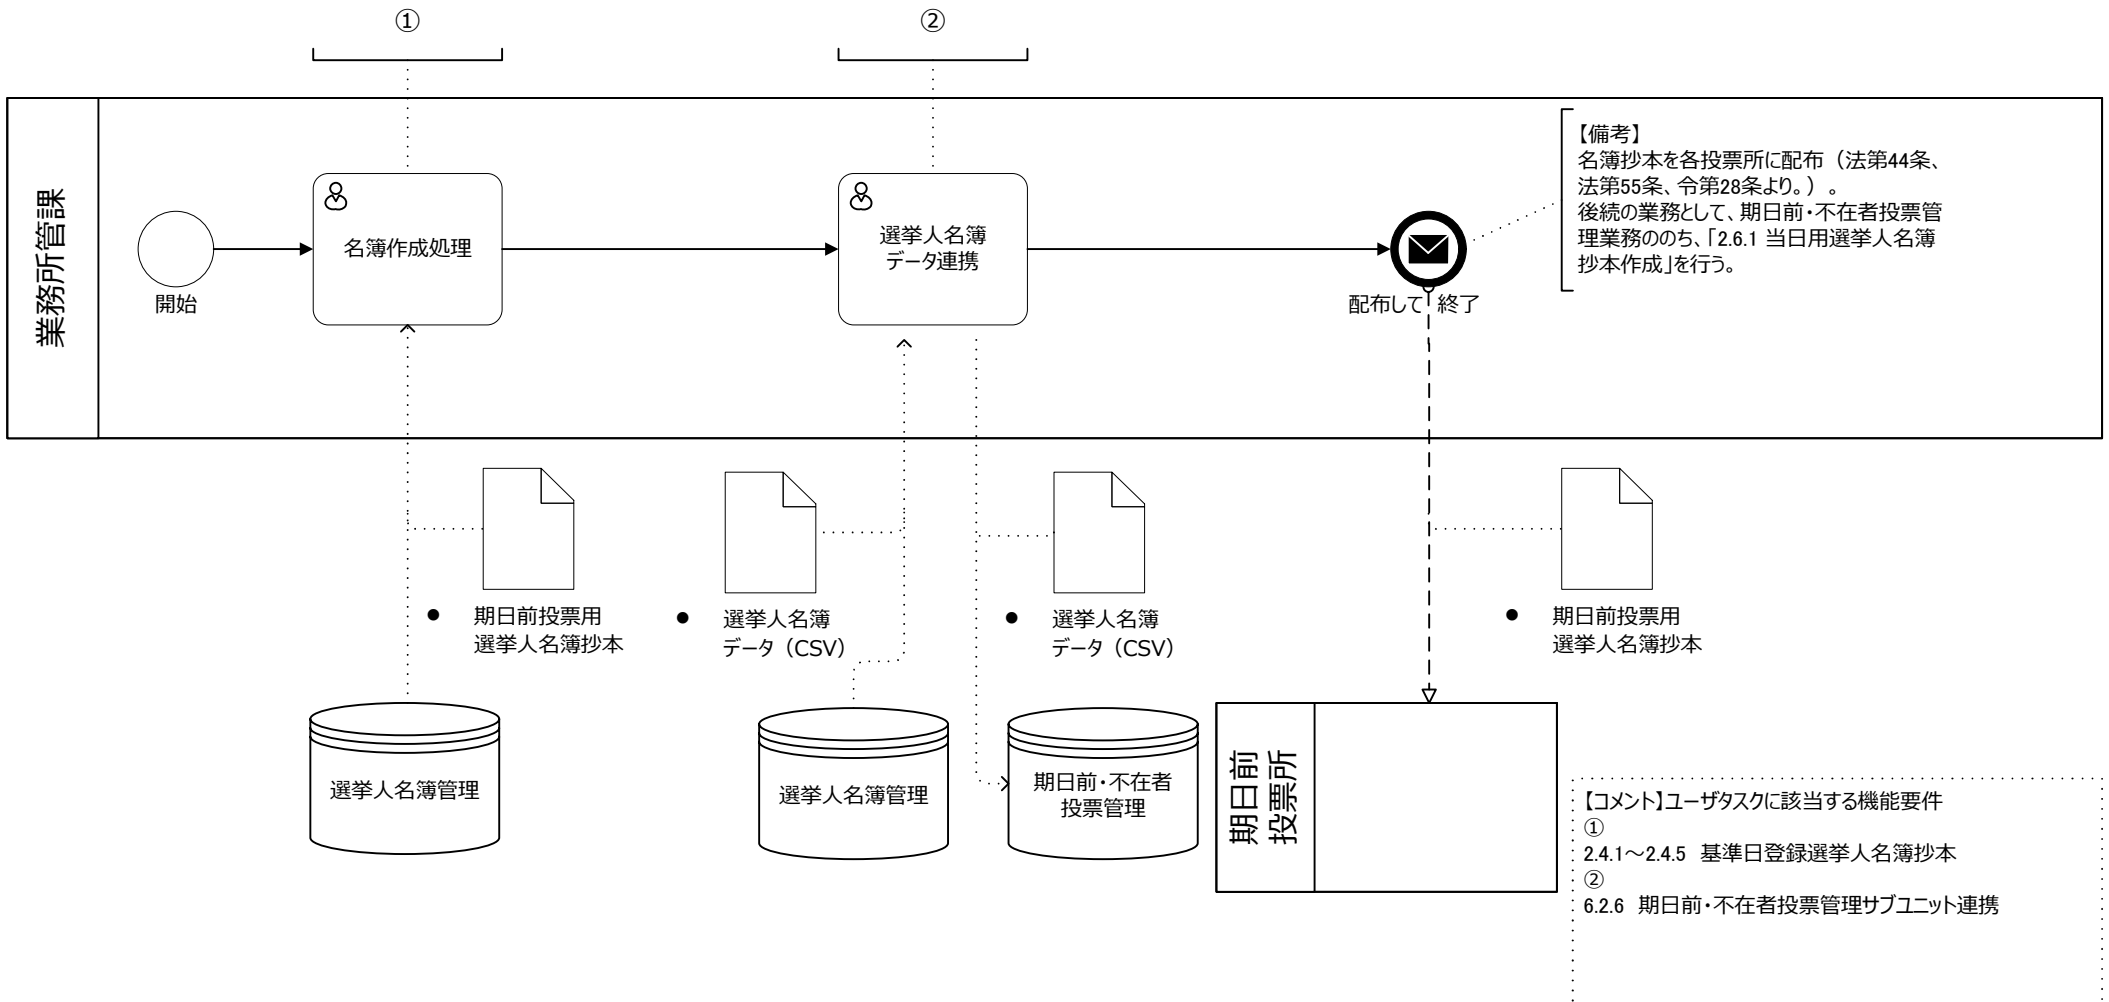 ①
②
業務所管課
開始
名簿作成処理
選挙人名簿
データ連携
配布して 終了
【備考】
名簿抄本を各投票所に配布（法第44条、
法第55条、令第28条より。）。
後続の業務として、期日前・不在者投票管
理業務ののち、「2.6.1 当日用選挙人名簿
抄本作成」を行う。
● 期日前投票用
選挙人名簿抄本
● 選挙人名簿
データ（CSV）
● 選挙人名簿
データ（CSV）
● 期日前投票用
選挙人名簿抄本
選挙人名簿管理
選挙人名簿管理
期日前・不在者
投票管理
期日前
投票所
【コメント】ユーザタスクに該当する機能要件
①
2.4.1～2.4.5 基準日登録選挙人名簿抄本
②
6.2.6 期日前・不在者投票管理サブユニット連携